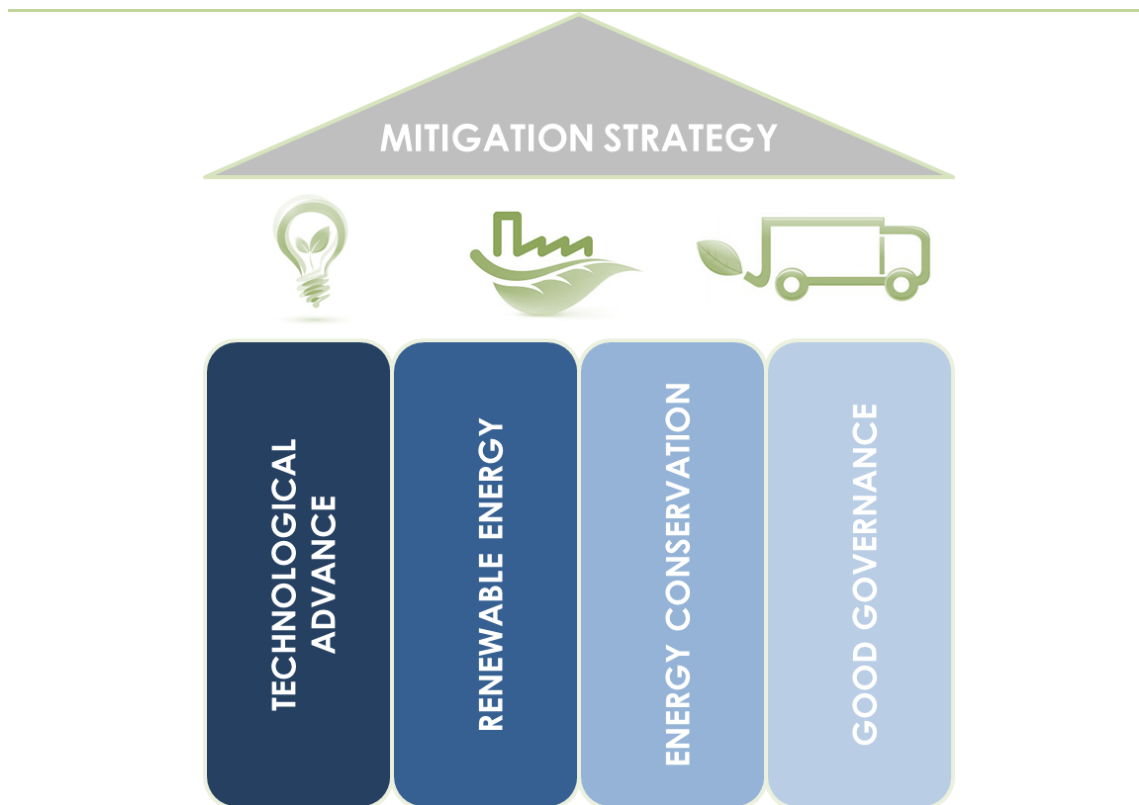 MITIGATION STRATEGY
TECHNOLOGICAL
ADVANCE
RENEWABLE ENERGY
ENERGY CONSERVATION
GOOD GOVERNANCE